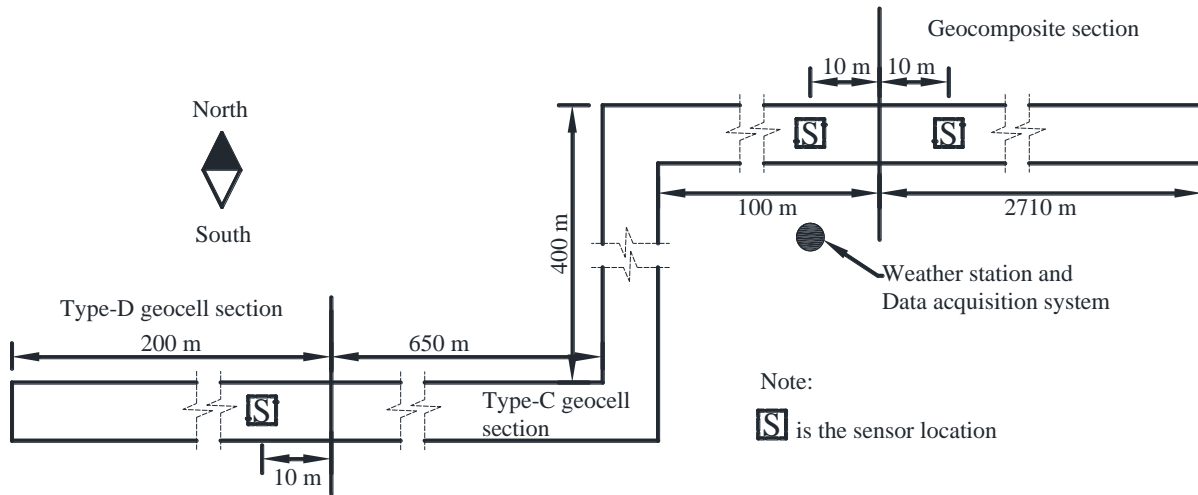 Geocomposite section
10 m
10 m
North
South
S
S
100 m
2710 m
400 m
Weather station and
Data acquisition system
Type-D geocell section
200 m
650 m
Note:
Type-C geocell
section
S
S is the sensor location
10 m